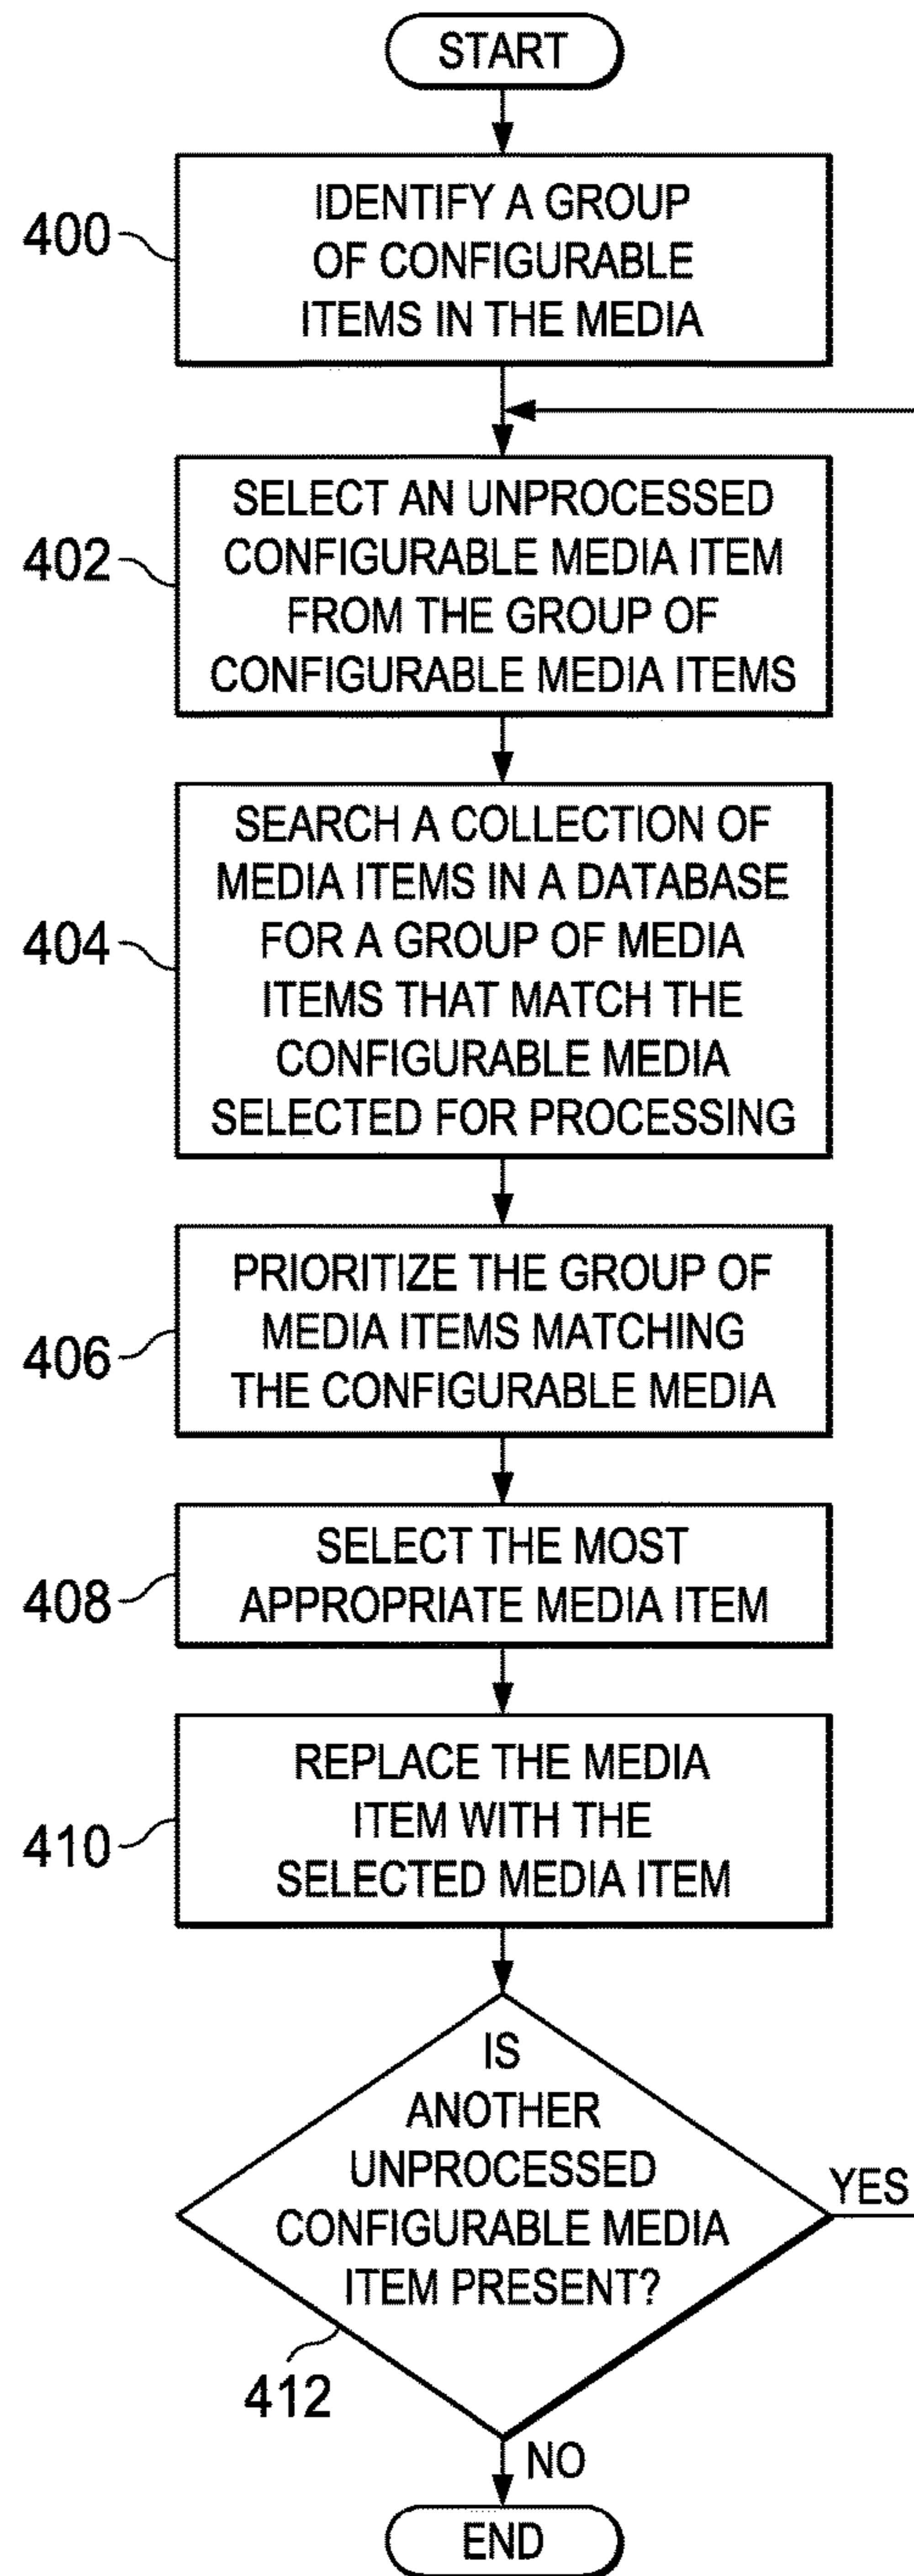 START
400
IDENTIFY A GROUP
OF CONFIGURABLE
ITEMS IN THE MEDIA
402
SELECT AN UNPROCESSED
CONFIGURABLE MEDIA ITEM
FROM THE GROUP OF
CONFIGURABLE MEDIA ITEMS
404
SEARCH A COLLECTION OF
MEDIA ITEMS IN A DATABASE
FOR A GROUP OF MEDIA
ITEMS THAT MATCH THE
CONFIGURABLE MEDIA
SELECTED FOR PROCESSING
406
PRIORITIZE THE GROUP OF
MEDIA ITEMS MATCHING
THE CONFIGURABLE MEDIA
408
SELECT THE MOST
APPROPRIATE MEDIA ITEM
410
REPLACE THE MEDIA
ITEM WITH THE
SELECTED MEDIA ITEM
IS
ANOTHER
UNPROCESSED
CONFIGURABLE MEDIA
ITEM PRESENT?
YES
412
NO
END